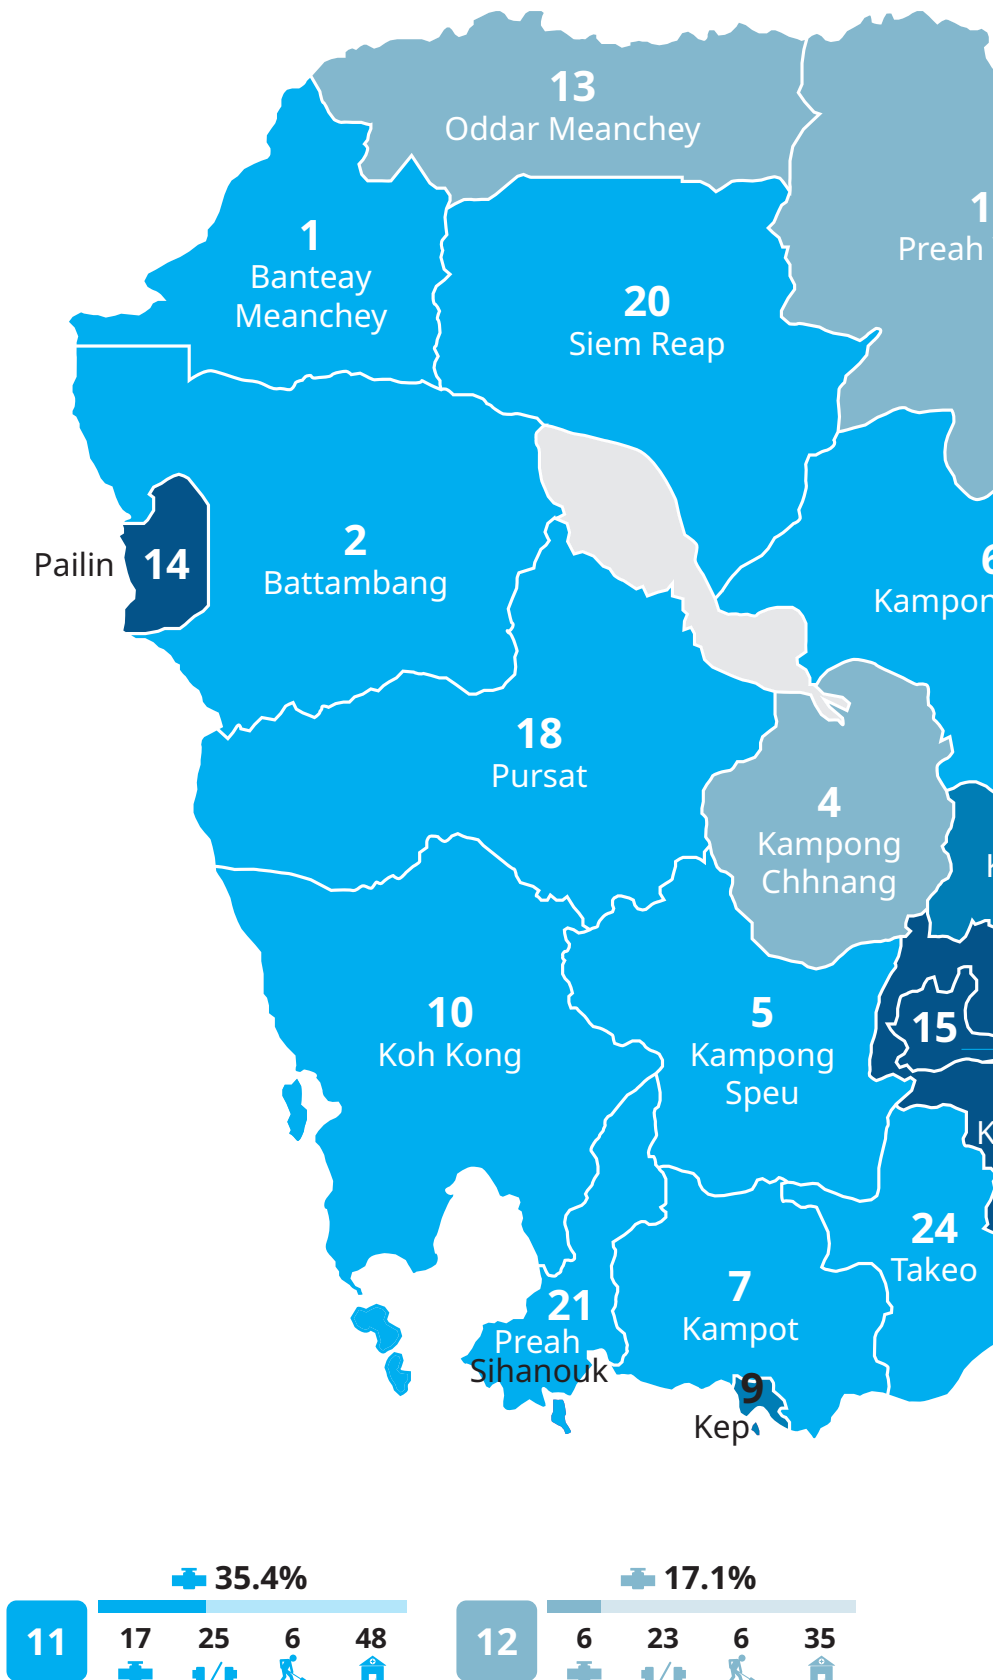 13
Oddar Meanchey
1
Preah
1
Banteay
Meanchey
20
Siem Reap
2
Battambang
Pailin 14
6
18
Pursat
4
Kampong
Chhnang
10
Koh Kong
5
Kampong
Speu
15
24
Takeo
21
Preah
Sihanouk
7
Kampot
9
Kep
35.4%
17.1%
11 17 25 6 48
12 6 23 6 35